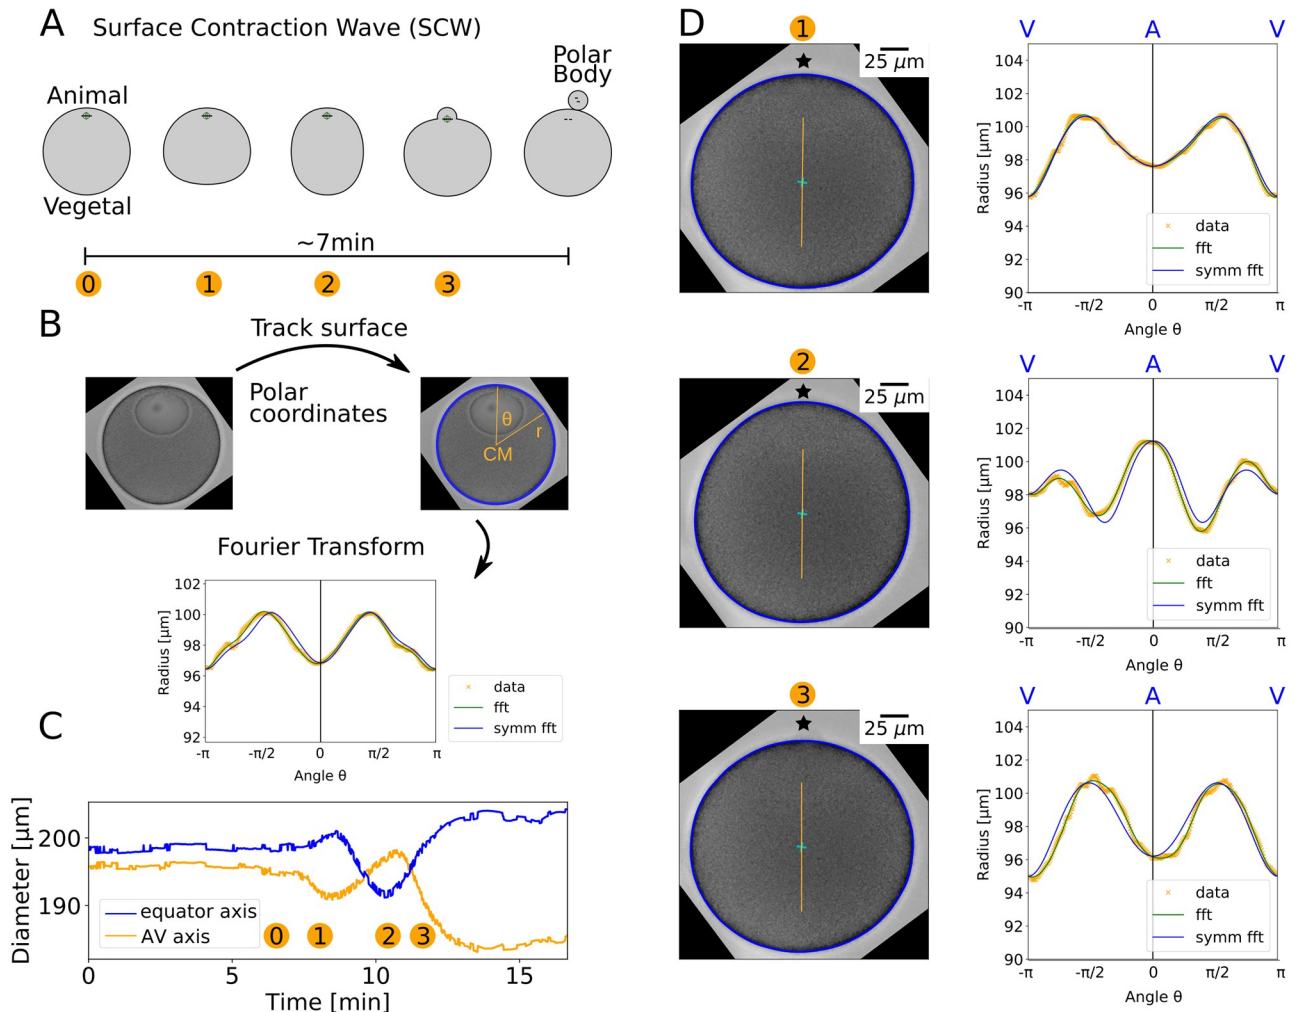 A
Surface Contraction Wave (SCW)
Animal
Vegetal
Polar
Body
~7min
0
1
2
3
B
Track surface
Polar
coordinates
θ
r
CM
Fourier Transform
102
100
98
96
94
92
Radius [µm]
-π
-π/2
0
π/2
π
Angle θ
data
fft
symm fft
C
Diameter [µm]
200
190
equator axis
AV axis
0
1
2
3
0
5
10
15
Time [min]
D
1
25 µm
V
A
V
104
102
100
98
96
94
92
90
Radius [µm]
data
fft
symm fft
-π
-π/2
0
π/2
π
Angle θ
2
25 µm
V
A
V
104
102
100
98
96
94
92
90
Radius [µm]
data
fft
symm fft
-π
-π/2
0
π/2
π
Angle θ
3
25 µm
V
A
V
104
102
100
98
96
94
92
90
Radius [µm]
data
fft
symm fft
-π
-π/2
0
π/2
π
Angle θ